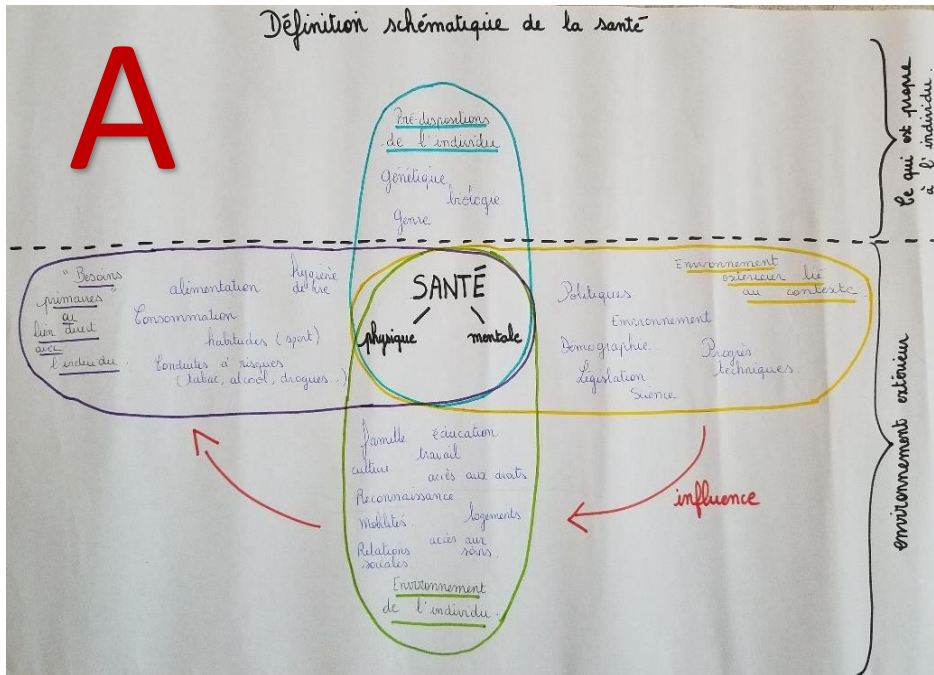 Définition schématique de la santé
A
Ce qui est propre
à l'individu.
Pré-dispositions
de l'individu
Génétique
biologie
Genre
"Besoins
primaires"
au
lien direct
avec
l'individu.
hygiène
de vie
alimentation
Consommation
habitudes (sport)
Conduites à risques
(tabac, alcool, drogues...)
SANTÉ
physique
mentale
Environnement
extérieur lié
au contexte.
Politiques
Environnement
Démographie
Progrès
techniques.
Législation
Science
environnement extérieur
famille
éducation
travail
culture
accès aux droits
Reconnaissance
Mobilités
logements
accès aux
soins.
Relations
sociales
Environnement
de l'individu.
influence